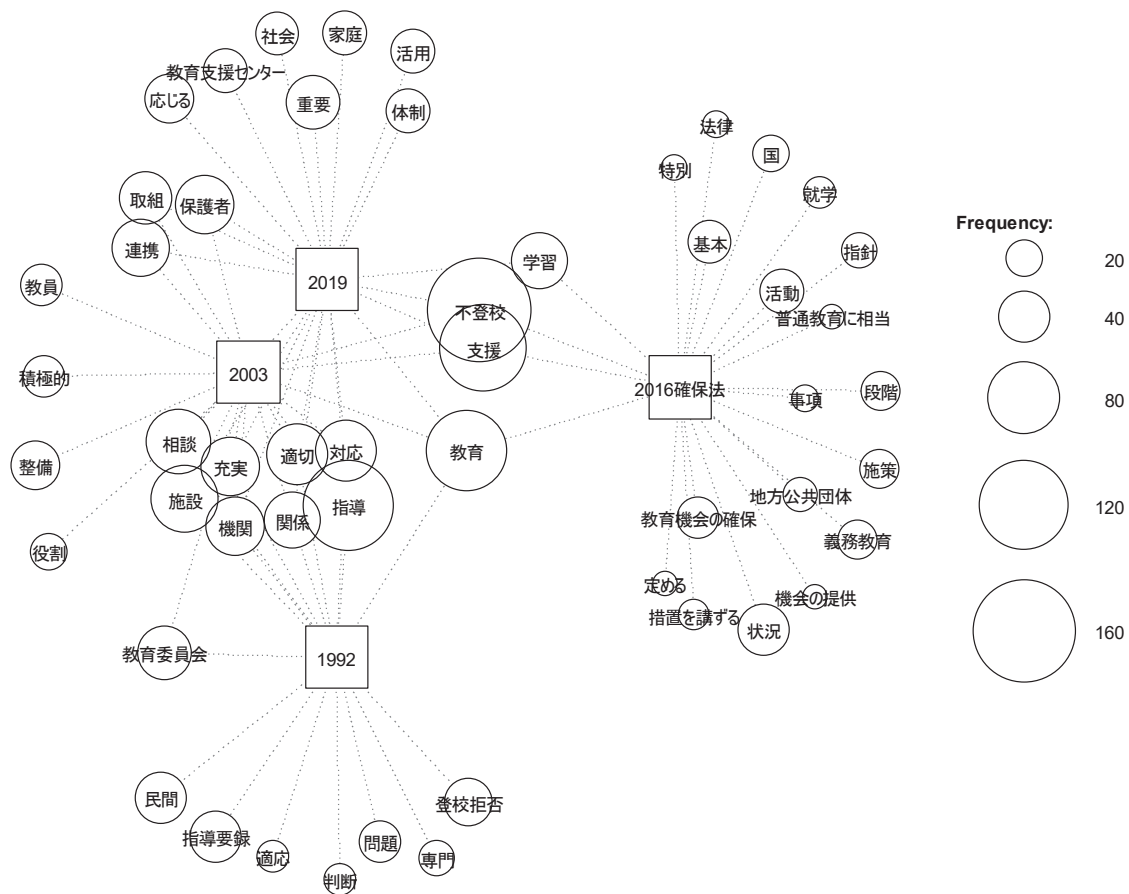 社会
家庭
活用
教育支援センター
応じる
重要
体制
法律
特別
国
就学
取組
保護者
連携
基本
指針
学習
教員
2019
活動
不登校
普通教育に相当
支援
積極的
2003
2016確保法
事項
段階
相談
充実
適切
対応
教育
整備
施設
機関
関係
指導
施策
地方公共団体
教育機会の確保
義務教育
役割
定める
機会の提供
措置を講ずる
状況
教育委員会
1992
民間
登校拒否
指導要録
適応
問題
専門
判断
Frequency:
20
40
80
120
160